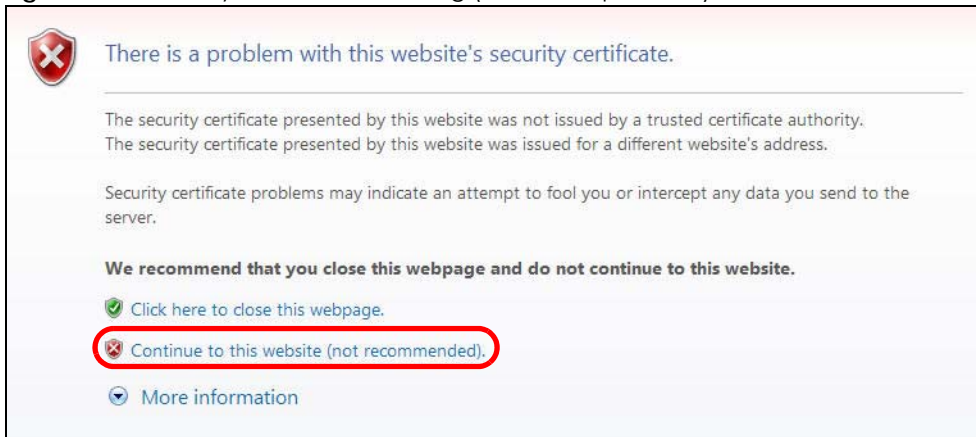 There is a problem with this website's security certificate.
The security certificate presented by this website was not issued by a trusted certificate authority.
The security certificate presented by this website was issued for a different website's address.
Security certificate problems may indicate an attempt to fool you or intercept any data you send to the
server.
We recommend that you close this webpage and do not continue to this website.
Click here to close this webpage.
Continue to this website (not recommended).
More information